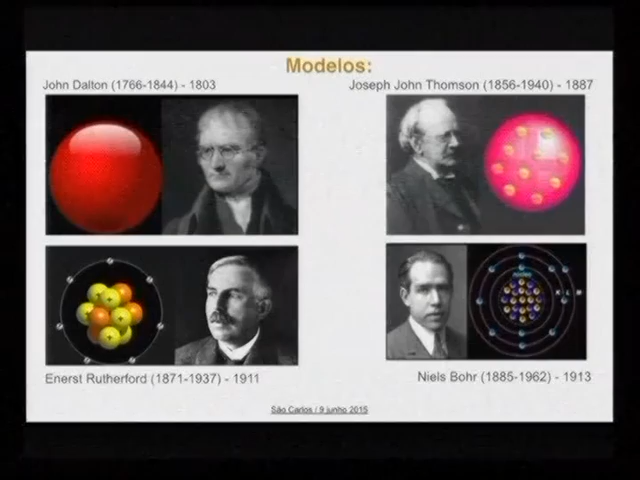 Modelos:
John Dalton (1766-1844) - 1803
Joseph John Thomson (1856-1940) - 1887
Enerst Rutherford (1871-1937) - 1911
Niels Bohr (1885-1962) - 1913
São Carlos / 9 junho 2015